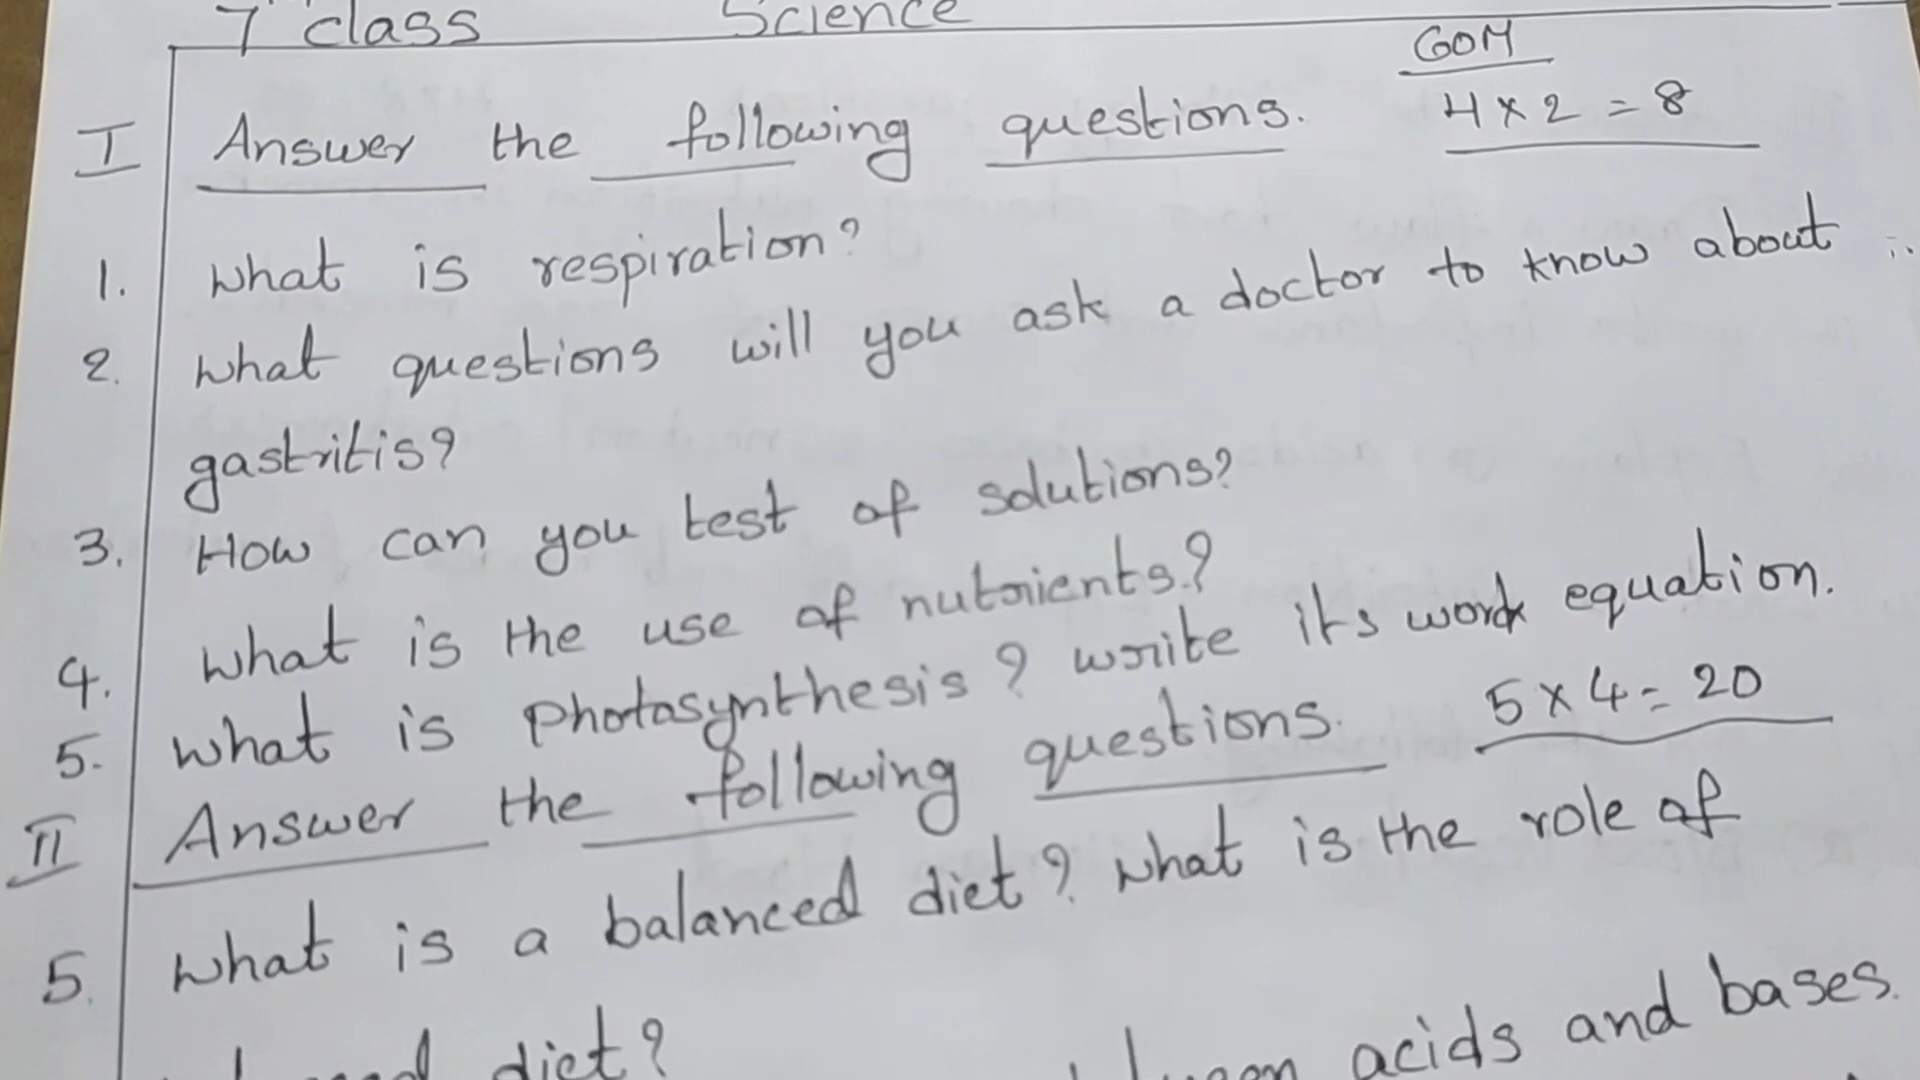 7 class Science
60M
I Answer the following questions. 4 x 2 = 8
1. What is respiration?
2. What questions will you ask a doctor to know about
gastritis?
3. How can you test of solutions?
4. What is the use of nutrients?
5. What is photosynthesis? write its work equation.
II Answer the following questions. 5 x 4 = 20
5. What is a balanced diet? What is the role of
diet? acids and bases.